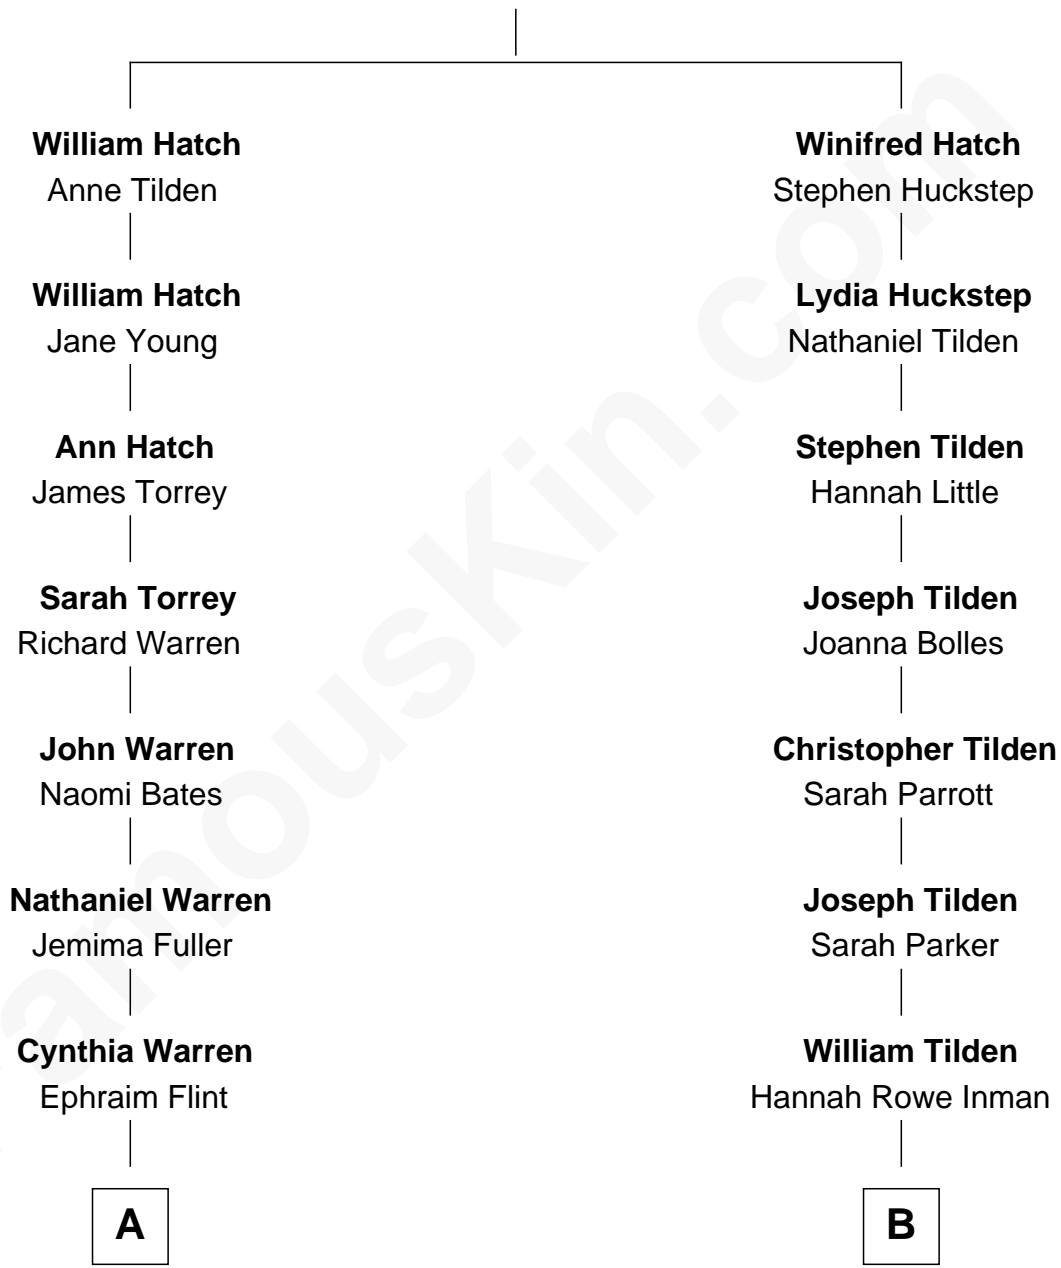 William Hatch
Anne Tilden
William Hatch
Jane Young
Ann Hatch
James Torrey
Sarah Torrey
Richard Warren
John Warren
Naomi Bates
Nathaniel Warren
Jemima Fuller
Cynthia Warren
Ephraim Flint
A
Winifred Hatch
Stephen Huckstep
Lydia Huckstep
Nathaniel Tilden
Stephen Tilden
Hannah Little
Joseph Tilden
Joanna Bolles
Christopher Tilden
Sarah Parrott
Joseph Tilden
Sarah Parker
William Tilden
Hannah Rowe Inman
B
amousKin.com